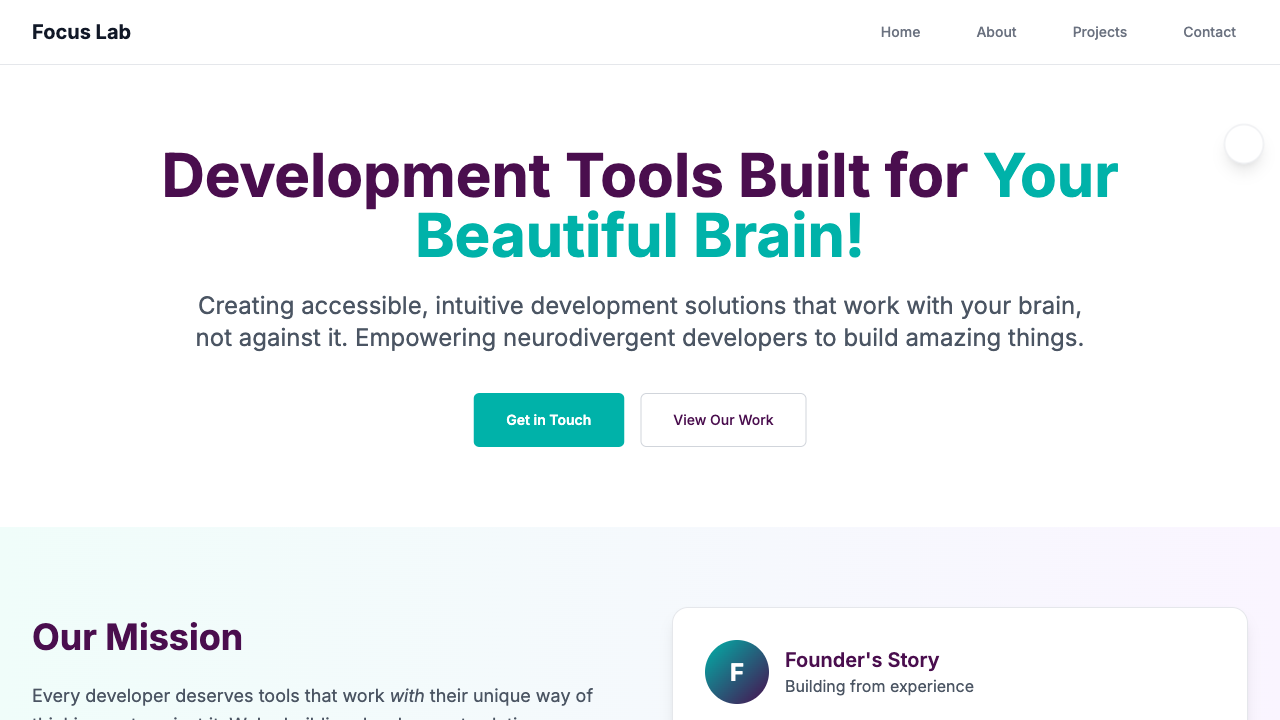 Focus Lab
Home
About
Projects
Contact
Development Tools Built for Your
Beautiful Brain!
Creating accessible, intuitive development solutions that work with your brain,
not against it. Empowering neurodivergent developers to build amazing things.
Get in Touch
View Our Work
Our Mission
Every developer deserves tools that work with their unique way of
F
Founder's Story
Building from experience